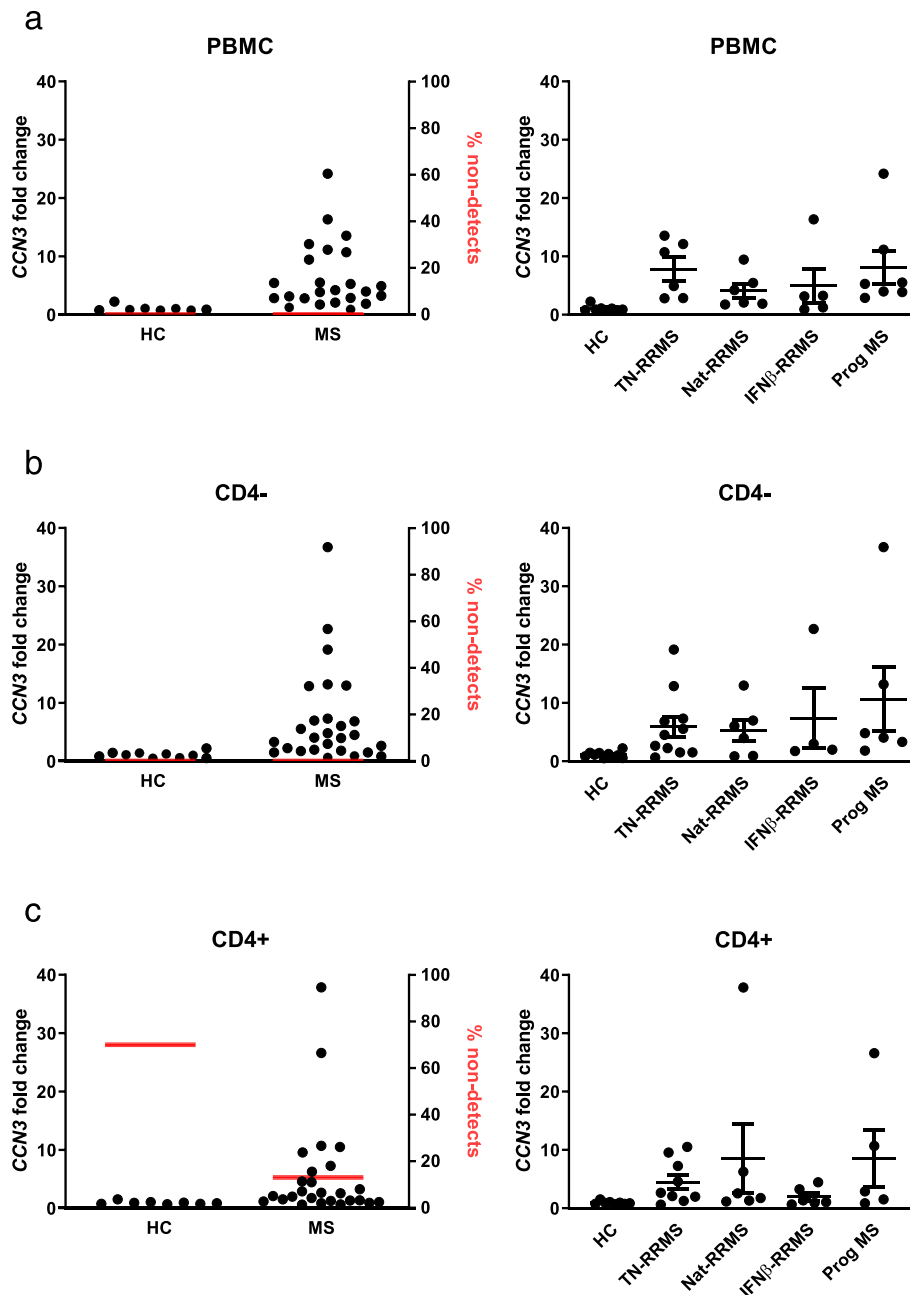 a
PBMC
40
30
20
10
0
CCN3 fold change
HC
MS
100
80
60
40
20
0
% non-detects
PBMC
40
30
20
10
0
CCN3 fold change
HC
TN-RRMS
Nat-RRMS
IFNβ-RRMS
Prog MS
b
CD4-
40
30
20
10
0
CCN3 fold change
HC
MS
100
80
60
40
20
0
% non-detects
CD4-
40
30
20
10
0
CCN3 fold change
HC
TN-RRMS
Nat-RRMS
IFNβ-RRMS
Prog MS
c
CD4+
40
30
20
10
0
CCN3 fold change
HC
MS
100
80
60
40
20
0
% non-detects
CD4+
40
30
20
10
0
CCN3 fold change
HC
TN-RRMS
Nat-RRMS
IFNβ-RRMS
Prog MS